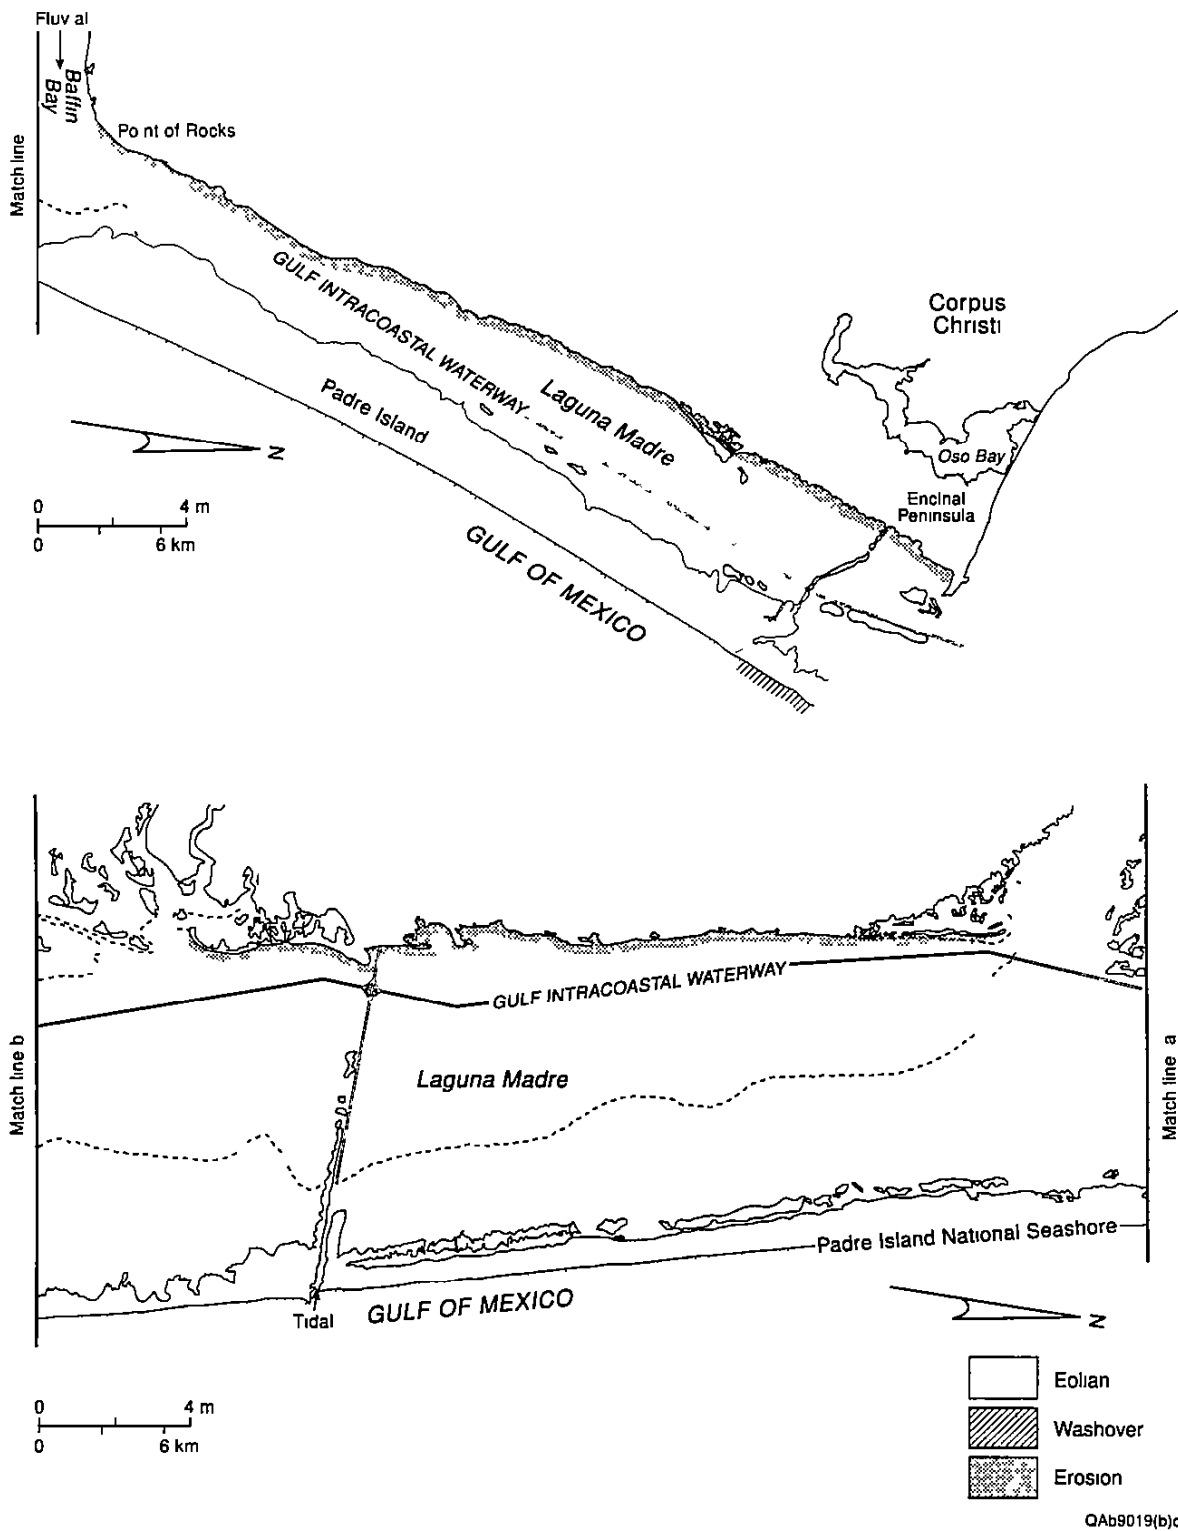 Fluv al
Baffin
Bay
Po nt of Rocks
Match line
GULF INTRACOASTAL WATERWAY
Padre Island
Laguna Madre
Corpus
Christi
Oso Bay
Encinal
Peninsula
N
0 4 m
0 6 km
GULF OF MEXICO
GULF INTRACOASTAL WATERWAY
Match line b
Laguna Madre
Match line a
Padre Island National Seashore
GULF OF MEXICO
Tidal
N
0 4 m
0 6 km
Eolian
Washover
Erosion